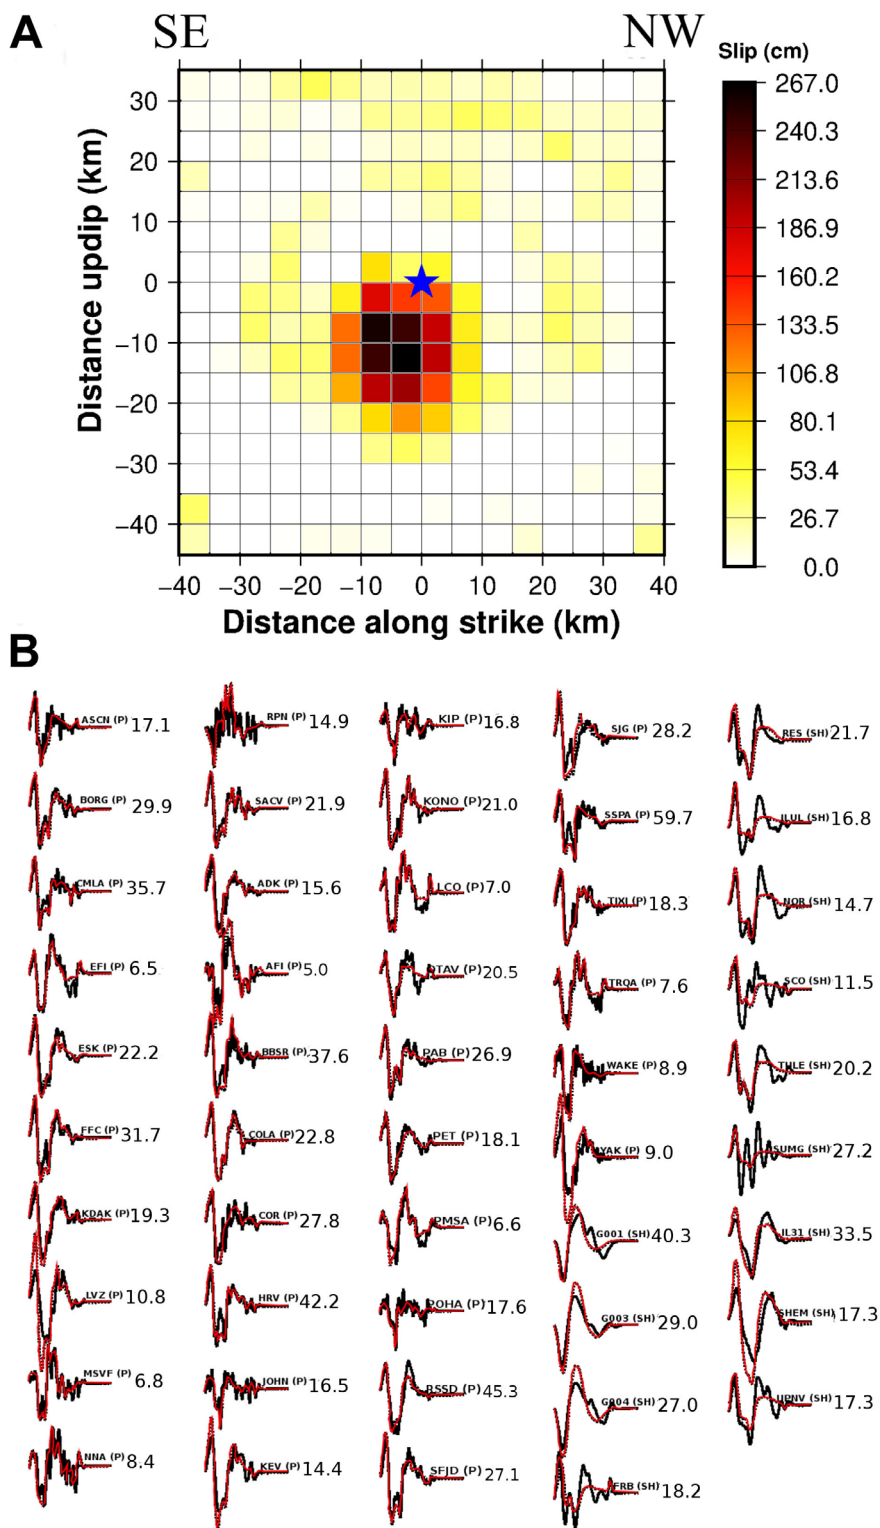 A
SE
NW
Slip (cm)
267.0
240.3
213.6
186.9
160.2
133.5
106.8
80.1
53.4
26.7
0.0
Distance updip (km)
30
20
10
0
−10
−20
−30
−40
−40 −30 −20 −10 0 10 20 30 40
Distance along strike (km)
B
ASCN (P) 17.1
BORG (P) 29.9
CMLA (P) 35.7
EFI (P) 6.5
ESK (P) 22.2
FFC (P) 31.7
KDAK (P) 19.3
LVZ (P) 10.8
MSVF (P) 6.8
NNA (P) 8.4
RPN (P) 14.9
SACV (P) 21.9
ADK (P) 15.6
AFI (P) 5.0
BBSR (P) 37.6
COLA (P) 22.8
COR (P) 27.8
HRV (P) 42.2
JOHN (P) 16.5
KEV (P) 14.4
KIP (P) 16.8
KONO (P) 21.0
LCO (P) 7.0
OTAV (P) 20.5
PAB (P) 26.9
PET (P) 18.1
PMSA (P) 6.6
POHA (P) 17.6
RSSD (P) 45.3
SFJD (P) 27.1
SJG (P) 28.2
SSPA (P) 59.7
TIXI (P) 18.3
TRQA (P) 7.6
WAKE (P) 8.9
YAK (P) 9.0
G001 (SH) 40.3
G003 (SH) 29.0
G004 (SH) 27.0
FRB (SH) 18.2
RES (SH) 21.7
ILUL (SH) 16.8
NOR (SH) 14.7
SCO (SH) 11.5
TULE (SH) 20.2
SUMG (SH) 27.2
IL31 (SH) 33.5
SHEM (SH) 17.3
UPNV (SH) 17.3